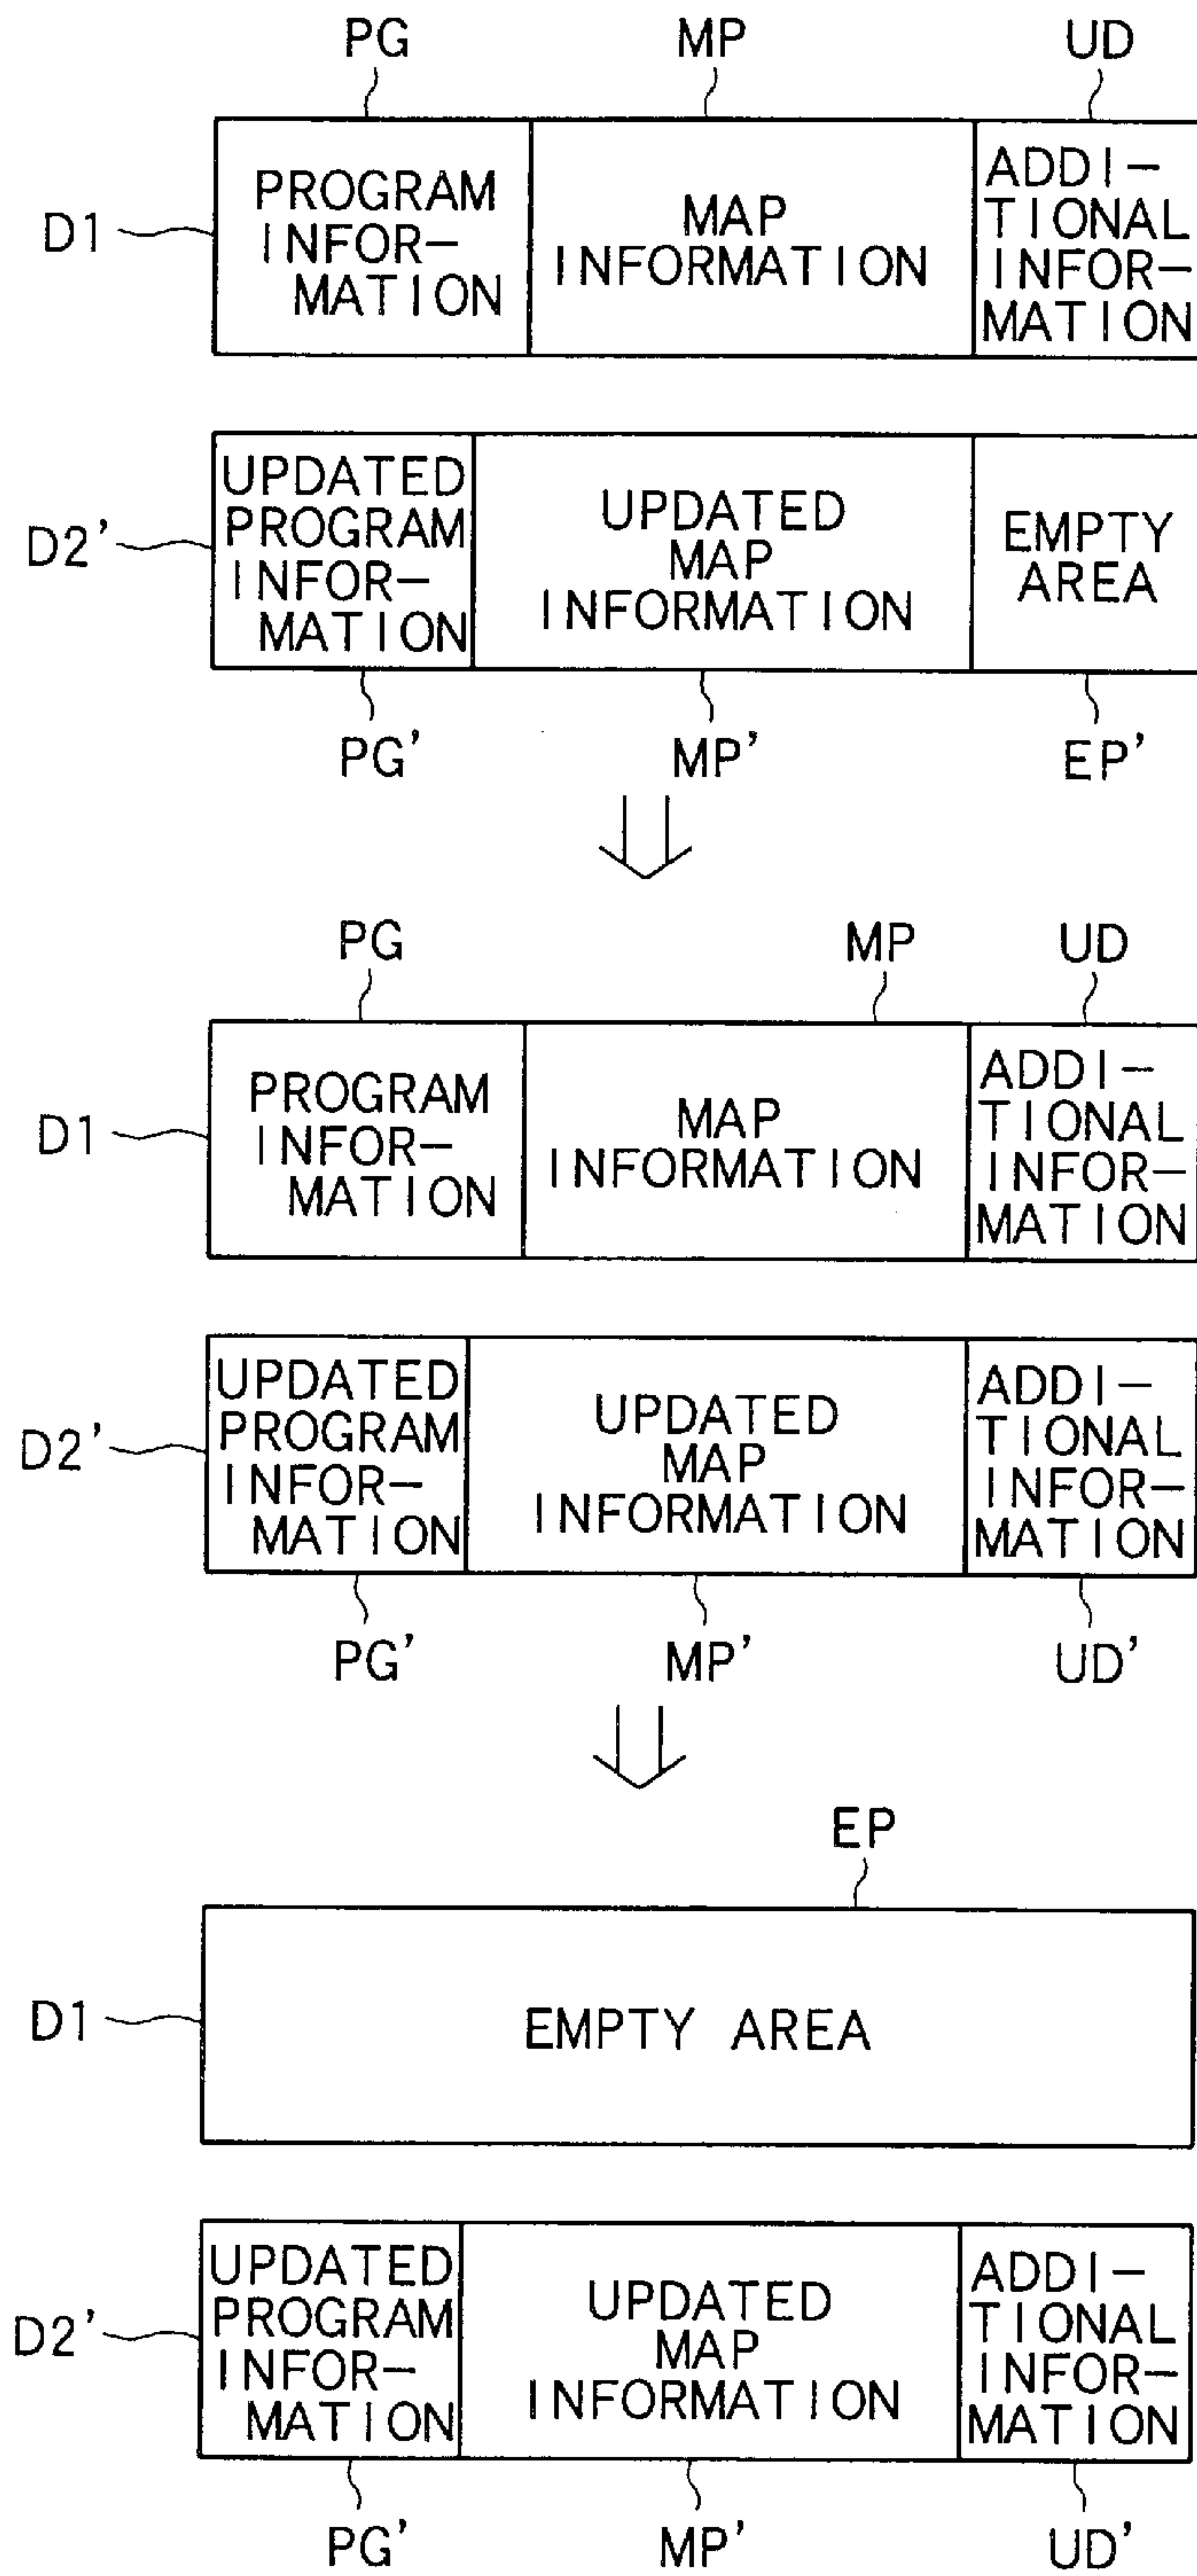 PG MP UD
D1
PROGRAM
INFOR-
MATION
MAP
INFORMATION
ADDI-
TIONAL
INFOR-
MATION
D2'
UPDATED
PROGRAM
INFOR-
MATION
UPDATED
MAP
INFORMATION
EMPTY
AREA
PG' MP' EP'
PG MP UD
D1
PROGRAM
INFOR-
MATION
MAP
INFORMATION
ADDI-
TIONAL
INFOR-
MATION
D2'
UPDATED
PROGRAM
INFOR-
MATION
UPDATED
MAP
INFORMATION
ADDI-
TIONAL
INFOR-
MATION
PG' MP' UD'
EP
D1
EMPTY AREA
D2'
UPDATED
PROGRAM
INFOR-
MATION
UPDATED
MAP
INFORMATION
ADDI-
TIONAL
INFOR-
MATION
PG' MP' UD'